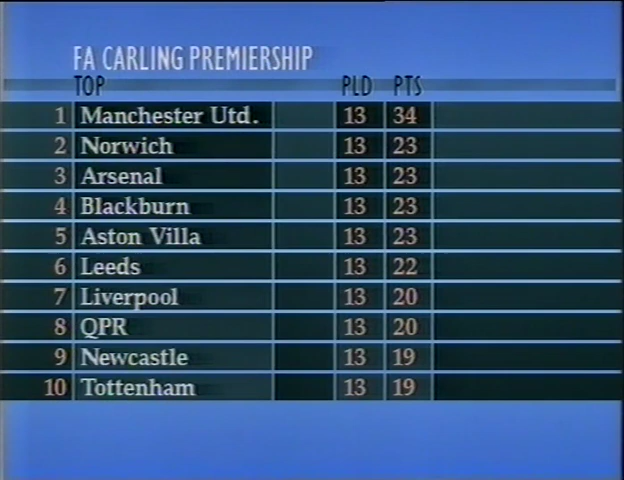 FA CARLING PREMIERSHIP
TOP PLD PTS
1 Manchester Utd. 13 34
2 Norwich 13 23
3 Arsenal 13 23
4 Blackburn 13 23
5 Aston Villa 13 23
6 Leeds 13 22
7 Liverpool 13 20
8 QPR 13 20
9 Newcastle 13 19
10 Tottenham 13 19